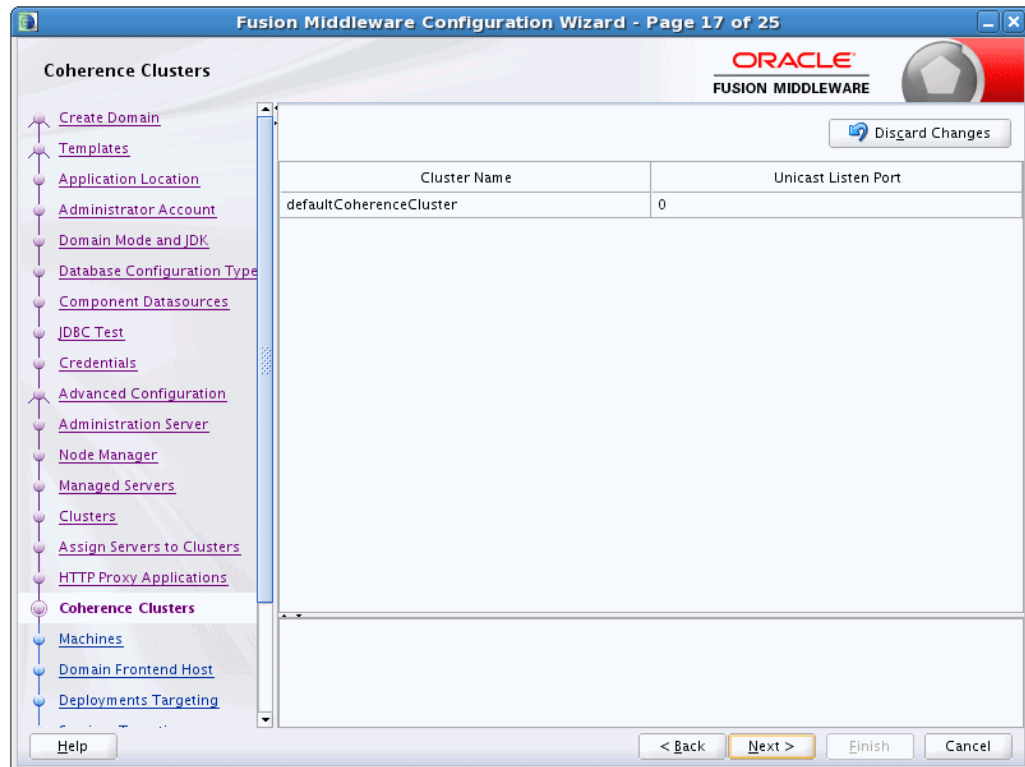 Fusion Middleware Configuration Wizard - Page 17 of 25
Coherence Clusters
ORACLE
FUSION MIDDLEWARE
Create Domain
Templates
Application Location
Administrator Account
Domain Mode and JDK
Database Configuration Type
Component Datasources
JDBC Test
Credentials
Advanced Configuration
Administration Server
Node Manager
Managed Servers
Clusters
Assign Servers to Clusters
HTTP Proxy Applications
Coherence Clusters
Machines
Domain Frontend Host
Deployments Targeting
Discard Changes
Cluster Name Unicast Listen Port
defaultCoherenceCluster 0
Help < Back Next > Finish Cancel